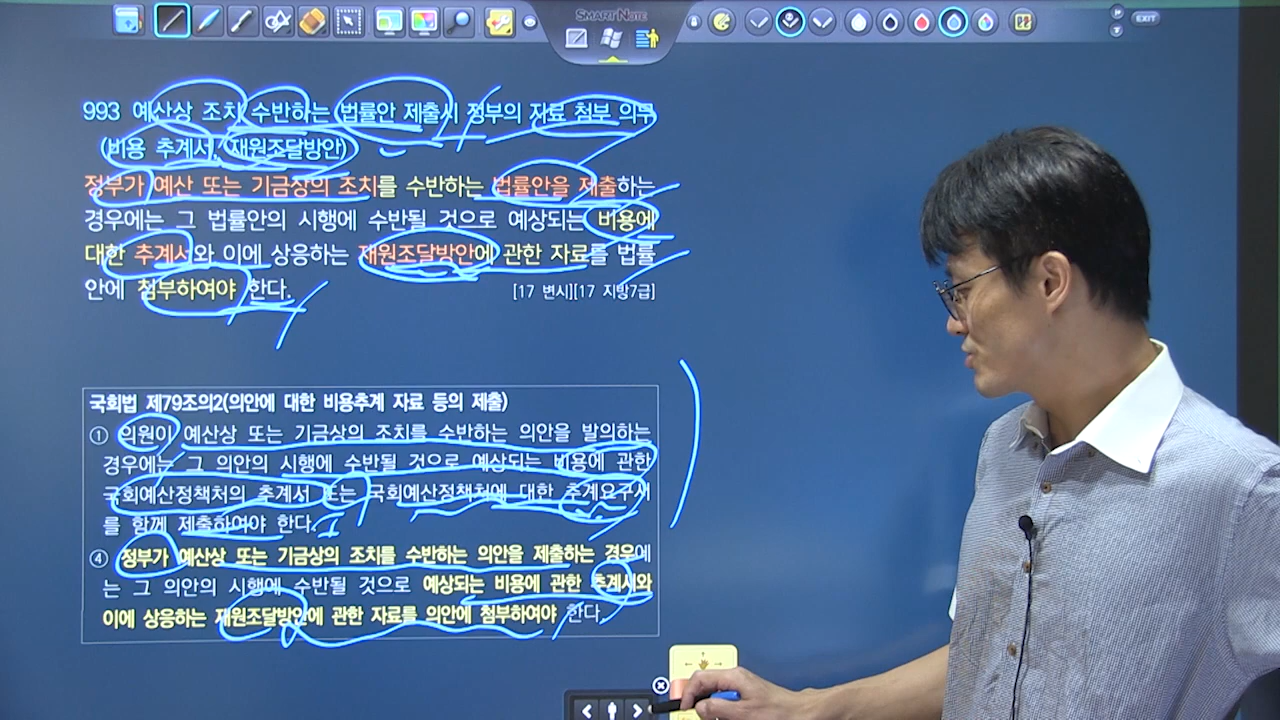 SMART NOTE
EXIT
993 예산상 조치 수반하는 법률안 제출시 정부의 자료 첨부 의무
(비용 추계서, 재원조달방안)
정부가 예산 또는 기금상의 조치를 수반하는 법률안을 제출하는
경우에는 그 법률안의 시행에 수반될 것으로 예상되는 비용에
대한 추계서와 이에 상응하는 재원조달방안에 관한 자료를 법률
안에 첨부하여야 한다.
[17 변시][17 지방7급]
국회법 제79조의2(의안에 대한 비용추계 자료 등의 제출)
① 의원이 예산상 또는 기금상의 조치를 수반하는 의안을 발의하는
경우에는 그 의안의 시행에 수반될 것으로 예상되는 비용에 관한
국회예산정책처의 추계서 또는 국회예산정책처에 대한 추계요구서
를 함께 제출하여야 한다.
④ 정부가 예산상 또는 기금상의 조치를 수반하는 의안을 제출하는 경우에
는 그 의안의 시행에 수반될 것으로 예상되는 비용에 관한 추계서와
이에 상응하는 재원조달방안에 관한 자료를 의안에 첨부하여야 한다.